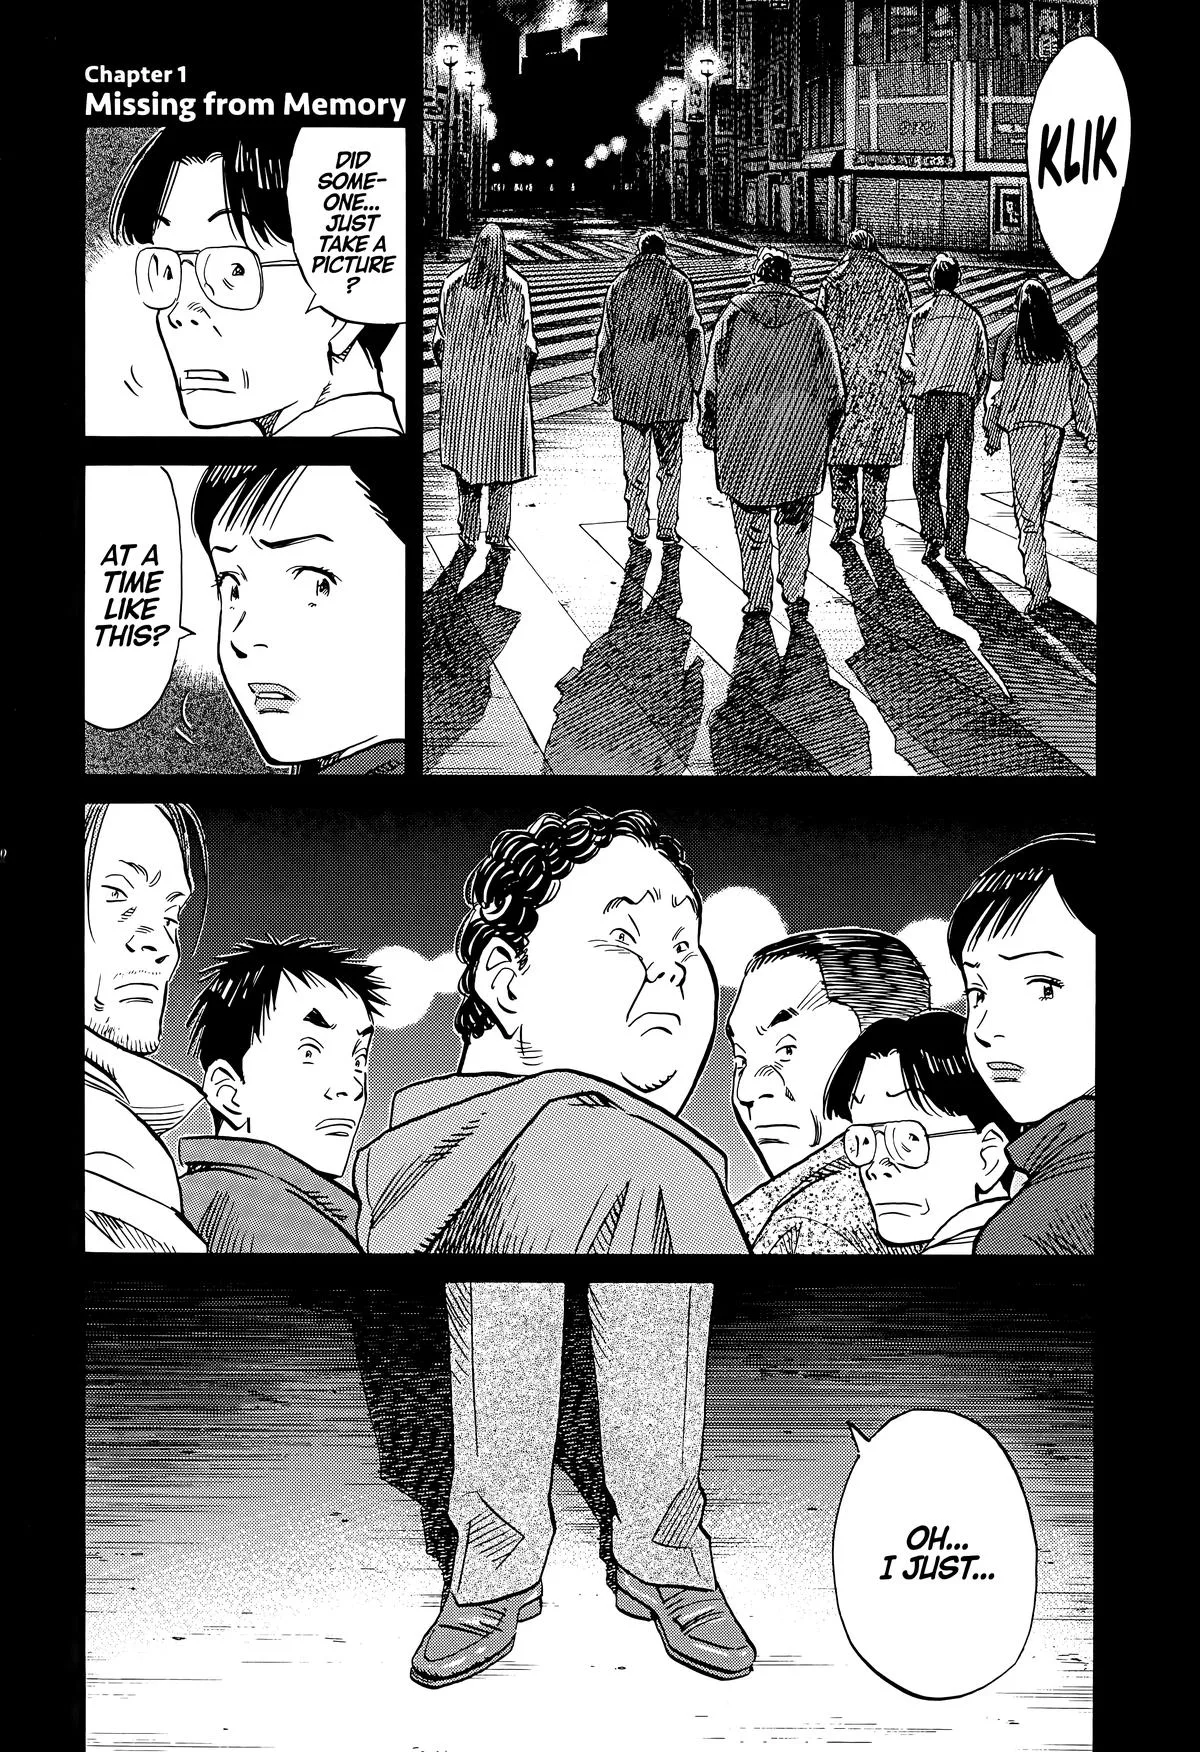 Chapter 1
Missing from Memory
KLIK
DID
SOME-
ONE...
JUST
TAKE A
PICTURE
?
AT A
TIME
LIKE
THIS?
OH...
I JUST...